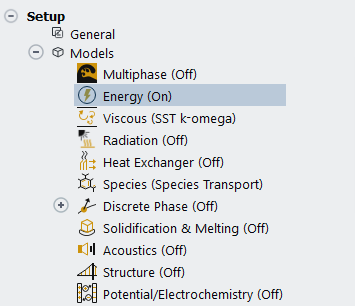 Setup
General
Models
Multiphase (Off)
Energy (On)
Viscous (SST k-omega)
Radiation (Off)
Heat Exchanger (Off)
Species (Species Transport)
Discrete Phase (Off)
Solidification & Melting (Off)
Acoustics (Off)
Structure (Off)
Potential/Electrochemistry (Off)